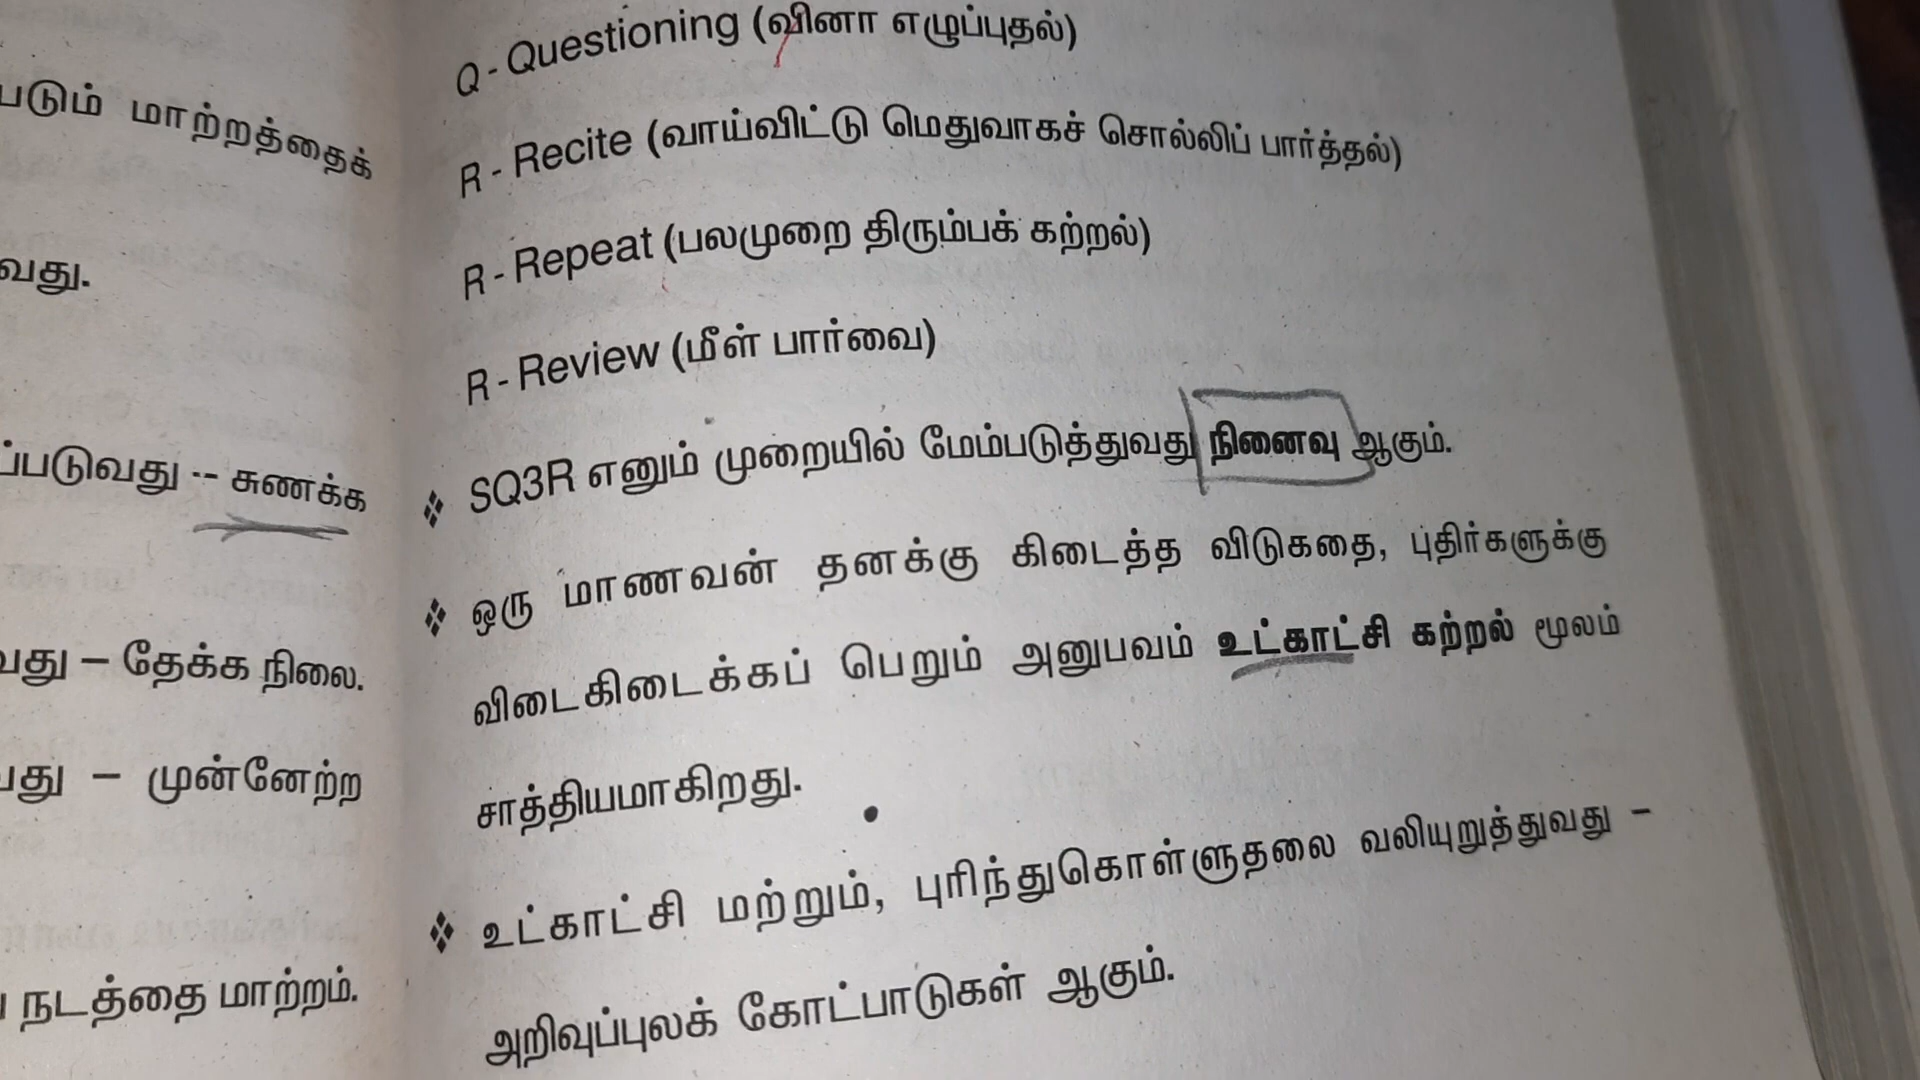 படும் மாற்றத்தைக்
வது.
ப்படுவது -- சுணக்க
வது – தேக்க நிலை.
வது – முன்னேற்ற
நடத்தை மாற்றம்.
Q - Questioning (வினா எழுப்புதல்)
R - Recite (வாய்விட்டு மெதுவாகச் சொல்லிப் பார்த்தல்)
R - Repeat (பலமுறை திரும்பக் கற்றல்)
R - Review (மீள் பார்வை)
❖ SQ3R எனும் முறையில் மேம்படுத்துவது நினைவு ஆகும்.
❖ ஒரு மாணவன் தனக்கு கிடைத்த விடுகதை, புதிர்களுக்கு
விடைகிடைக்கப் பெறும் அனுபவம் உட்காட்சி கற்றல் மூலம்
சாத்தியமாகிறது.
❖ உட்காட்சி மற்றும், புரிந்துகொள்ளுதலை வலியுறுத்துவது –
அறிவுப்புலக் கோட்பாடுகள் ஆகும்.